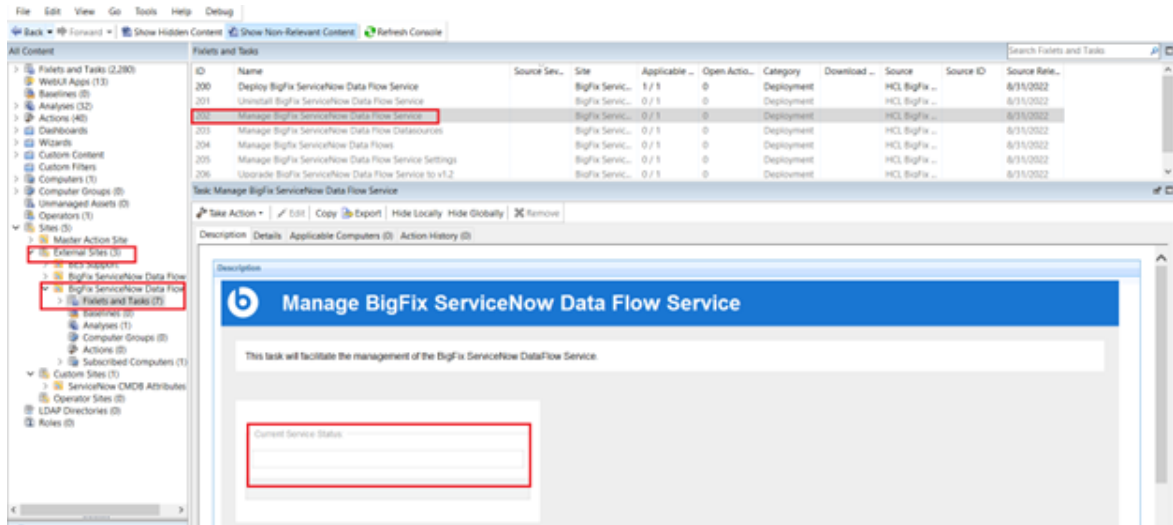 File Edit View Go Tools Help Debug
Back Forward Show Hidden Content Show Non-Relevant Content Refresh Console
All Content
Fixlets and Tasks (2,280)
WebUI Apps (13)
Baselines (0)
Analyses (32)
Actions (40)
Dashboards
Wizards
Custom Content
Custom Filters
Computers (1)
Computer Groups (0)
Unmanaged Assets (0)
Operators (1)
Sites (5)
Master Action Site
External Sites (3)
BES Support
BigFix ServiceNow Data Flow
BigFix ServiceNow Data Flow
Fixlets and Tasks (7)
Baselines (0)
Analyses (1)
Computer Groups (0)
Actions (0)
Subscribed Computers (1)
Custom Sites (1)
ServiceNow CMDB Attributes
Operator Sites (0)
LDAP Directories (0)
Roles (0)
Fixlets and Tasks Search Fixlets and Tasks
ID Name Source Sev... Site Applicable ... Open Actio... Category Download ... Source Source ID Source Rele...
200 Deploy BigFix ServiceNow Data Flow Service BigFix Servic... 1 / 1 0 Deployment HCL BigFix ... 8/31/2022
201 Uninstall BigFix ServiceNow Data Flow Service BigFix Servic... 0 / 1 0 Deployment HCL BigFix ... 8/31/2022
202 Manage BigFix ServiceNow Data Flow Service BigFix Servic... 0 / 1 0 Deployment HCL BigFix ... 8/31/2022
203 Manage BigFix ServiceNow Data Flow Service Datasources BigFix Servic... 0 / 1 0 Deployment HCL BigFix ... 8/31/2022
204 Manage BigFix ServiceNow Data Flows BigFix Servic... 0 / 1 0 Deployment HCL BigFix ... 8/31/2022
205 Manage BigFix ServiceNow Data Flow Service Settings BigFix Servic... 0 / 1 0 Deployment HCL BigFix ... 8/31/2022
206 Upgrade BigFix ServiceNow Data Flow Service to v1.2 BigFix Servic... 0 / 1 0 Deployment HCL BigFix ... 8/31/2022
Task: Manage BigFix ServiceNow Data Flow Service
Take Action Edit Copy Export Hide Locally Hide Globally Remove
Description Details Applicable Computers (0) Action History (0)
Description
Manage BigFix ServiceNow Data Flow Service
This task will facilitate the management of the BigFix ServiceNow DataFlow Service.
Current Service Status